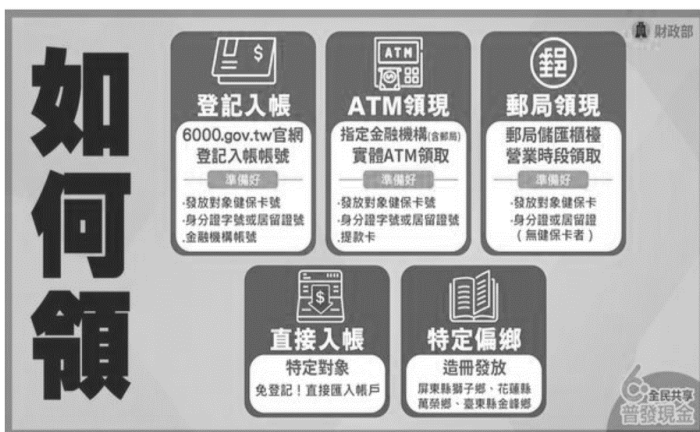 財政部
如何領
$
登記入帳
6000.gov.tw官網
登記入帳帳號
準備好
·發放對象健保卡號
·身分證字號或居留證號
.金融機構帳號
ATM
ATM領現
指定金融機構(含郵局)
實體ATM領取
準備好
·發放對象健保卡號
·身分證字號或居留證號
.提款卡
郵
郵局領現
郵局儲匯櫃檯
營業時段領取
準備好
·發放對象健保卡
·身分證或居留證
（無健保卡者）
$
直接入帳
特定對象
免登記！直接匯入帳戶
特定偏鄉
造冊發放
屏東縣獅子鄉、花蓮縣
萬榮鄉、臺東縣金峰鄉
全民共享
普發現金